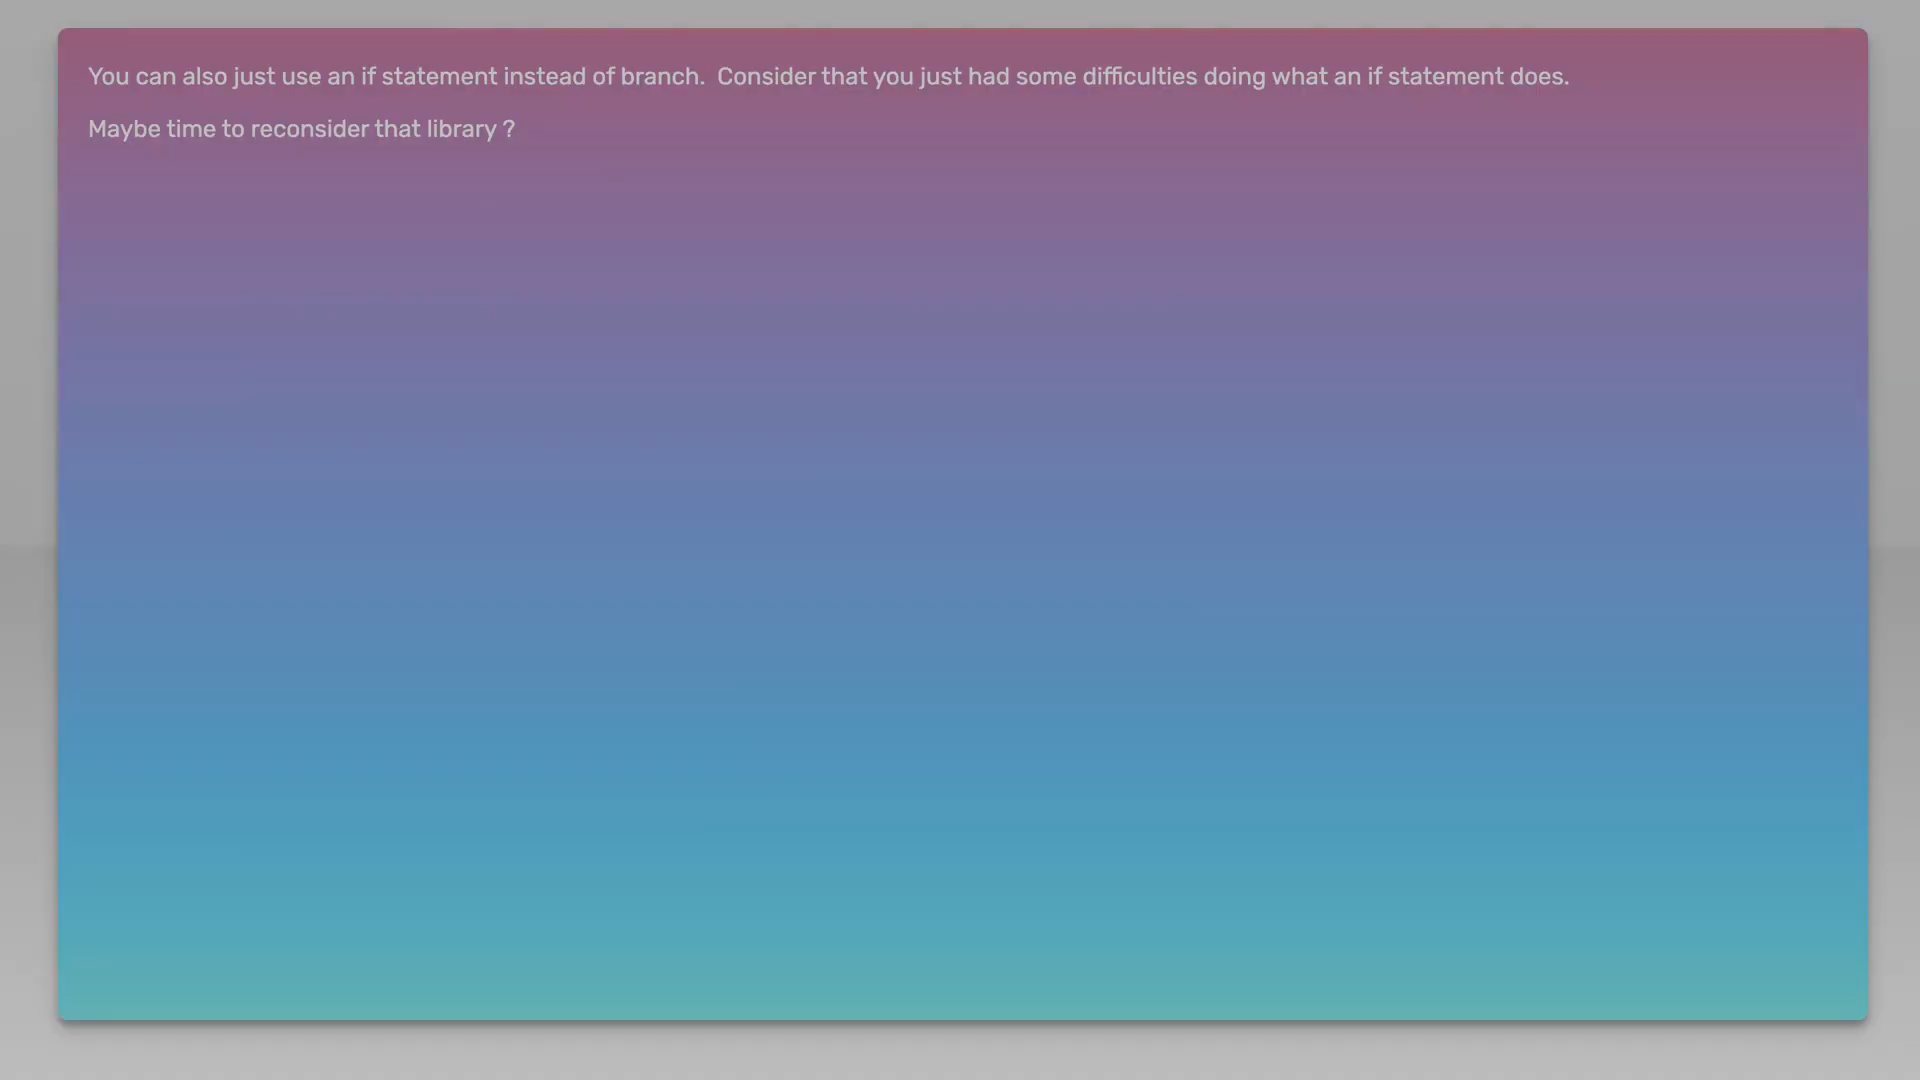 You can also just use an if statement instead of branch.  Consider that you just had some difficulties doing what an if statement does.
Maybe time to reconsider that library ?